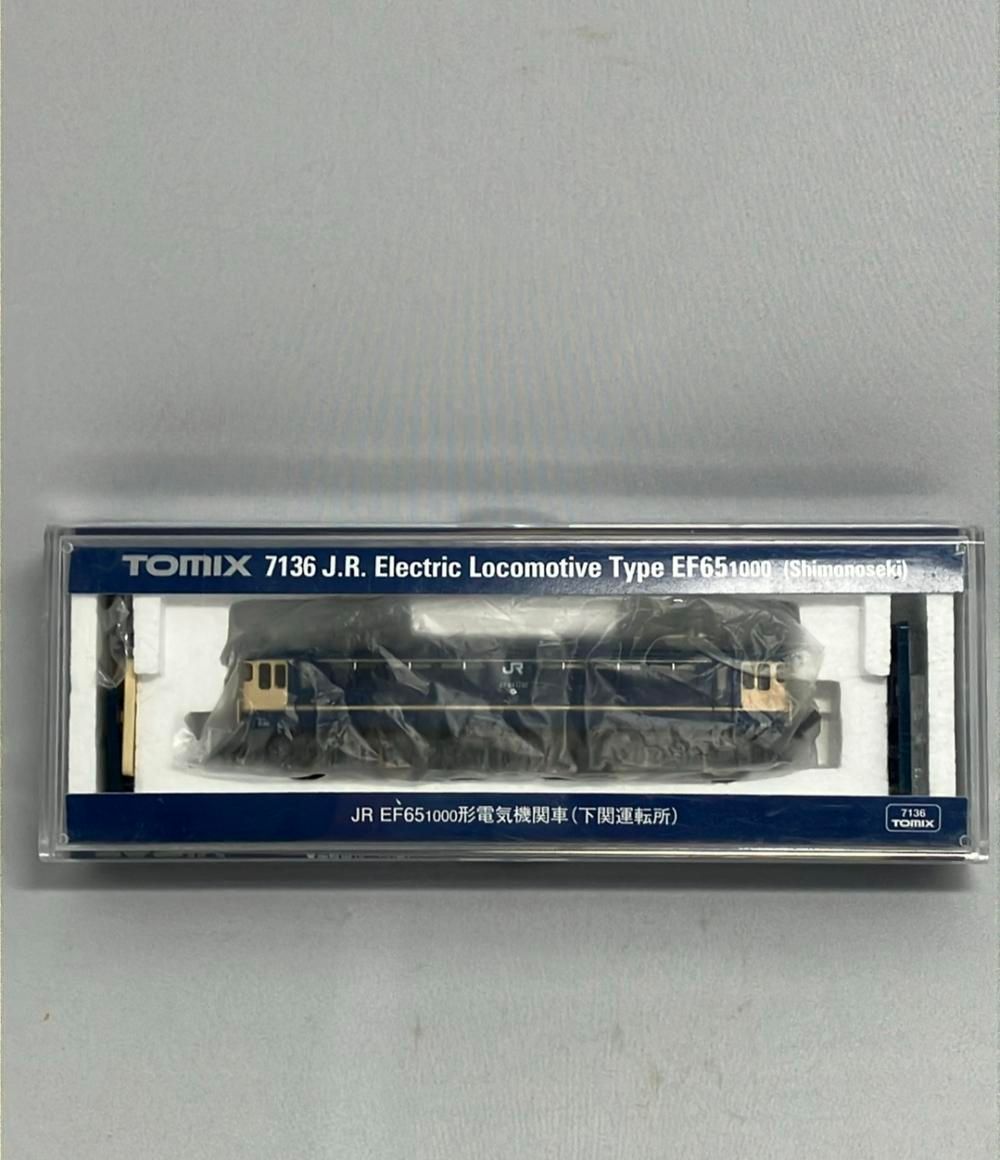 TOMIX 7136 J.R. Electric Locomotive Type EF651000 (Shimonoseki)
JR
JR EF651000形電気機関車(下関運転所)
7136
TOMIX